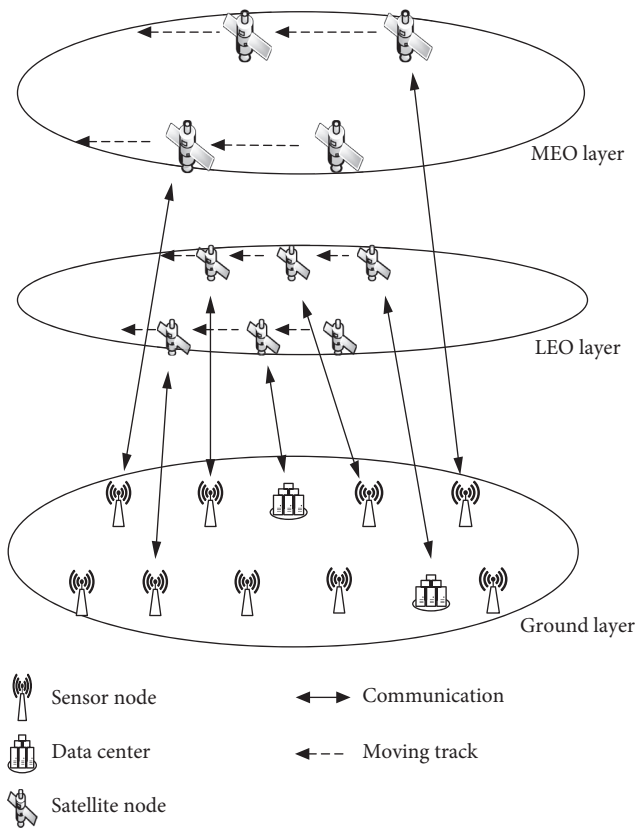 MEO layer
LEO layer
Ground layer
Sensor node
Communication
Data center
Moving track
Satellite node